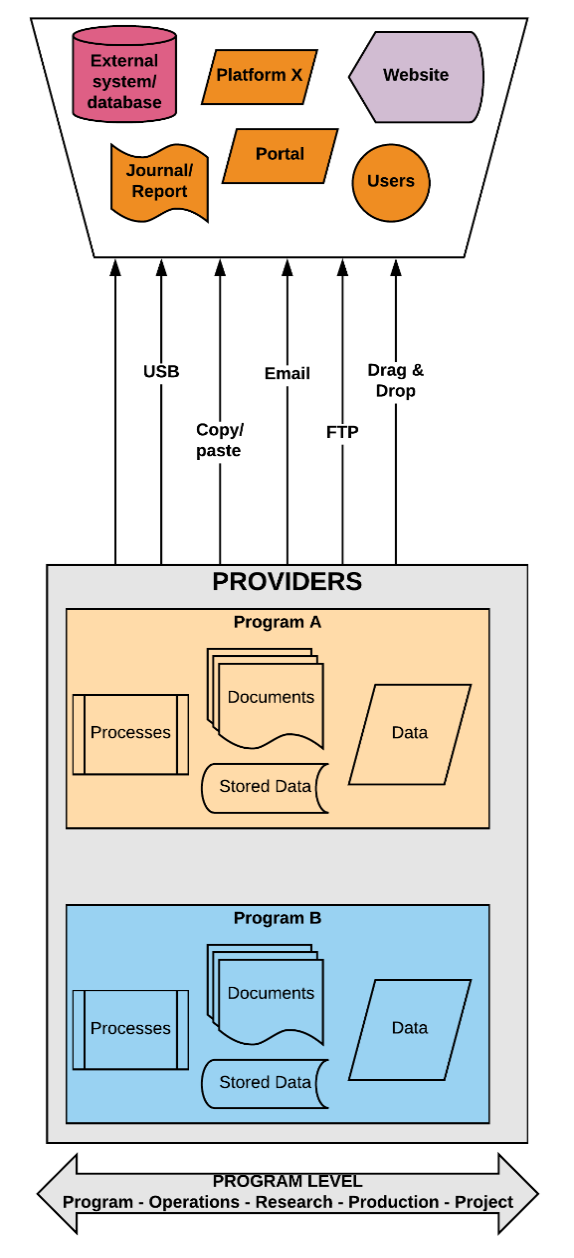 External
system/
database
Platform X
Website
Journal/
Report
Portal
Users
USB
Copy/
paste
Email
FTP
Drag &
Drop
PROVIDERS
Program A
Processes
Documents
Stored Data
Data
Program B
Processes
Documents
Stored Data
Data
PROGRAM LEVEL
Program - Operations - Research - Production - Project